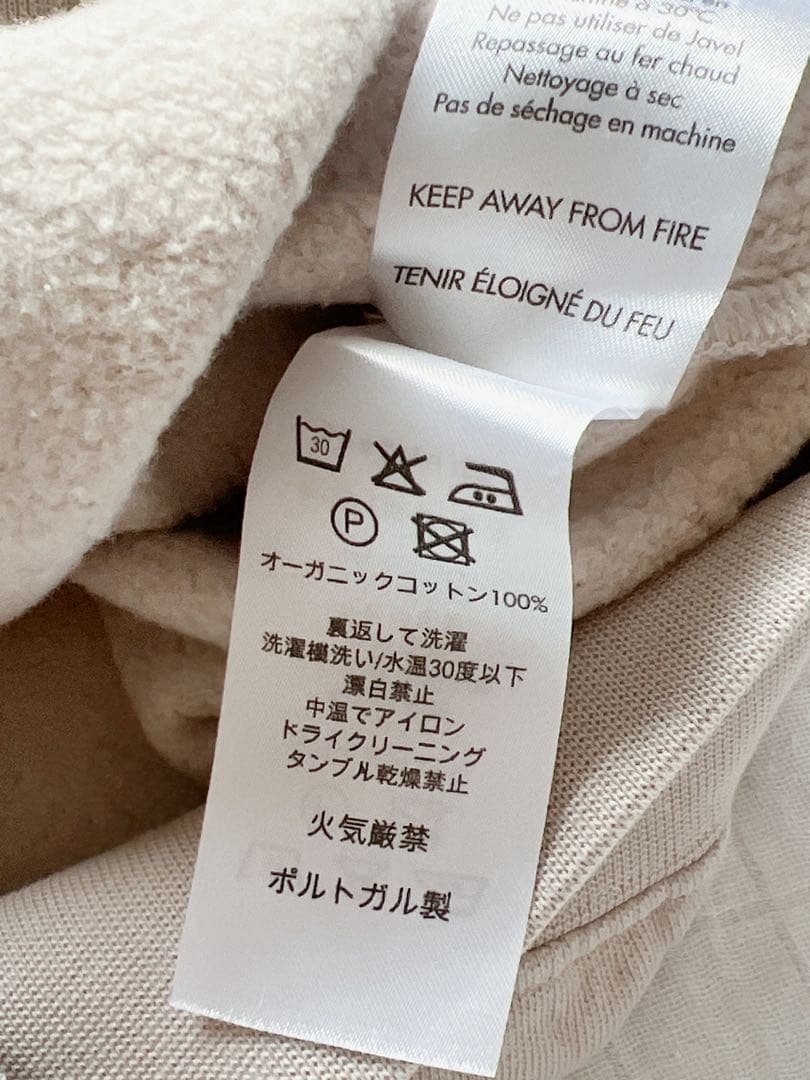 à 30°C
Ne pas utiliser de Javel
Repassage au fer chaud
Nettoyage à sec
Pas de séchage en machine
KEEP AWAY FROM FIRE
TENIR ÉLOIGNÉ DU FEU
30
P
オーガニックコットン100%
裏返して洗濯
洗濯機洗い/水温30度以下
漂白禁止
中温でアイロン
ドライクリーニング
タンブル乾燥禁止
火気厳禁
ポルトガル製